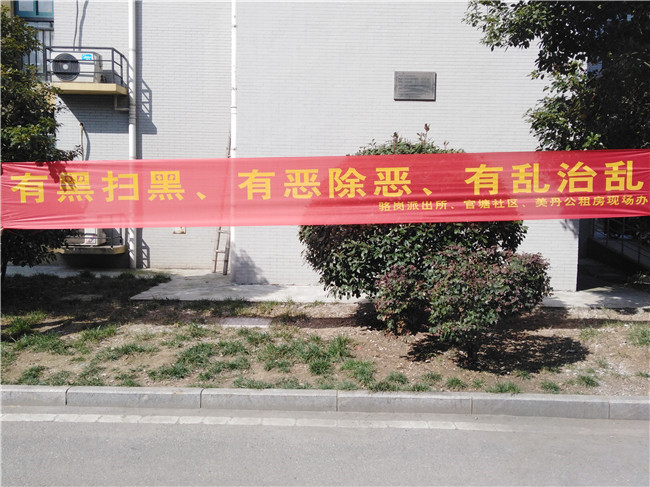 有黑扫黑、有恶除恶、有乱治乱
骆岗派出所、官塘社区、美丹公租房现场办